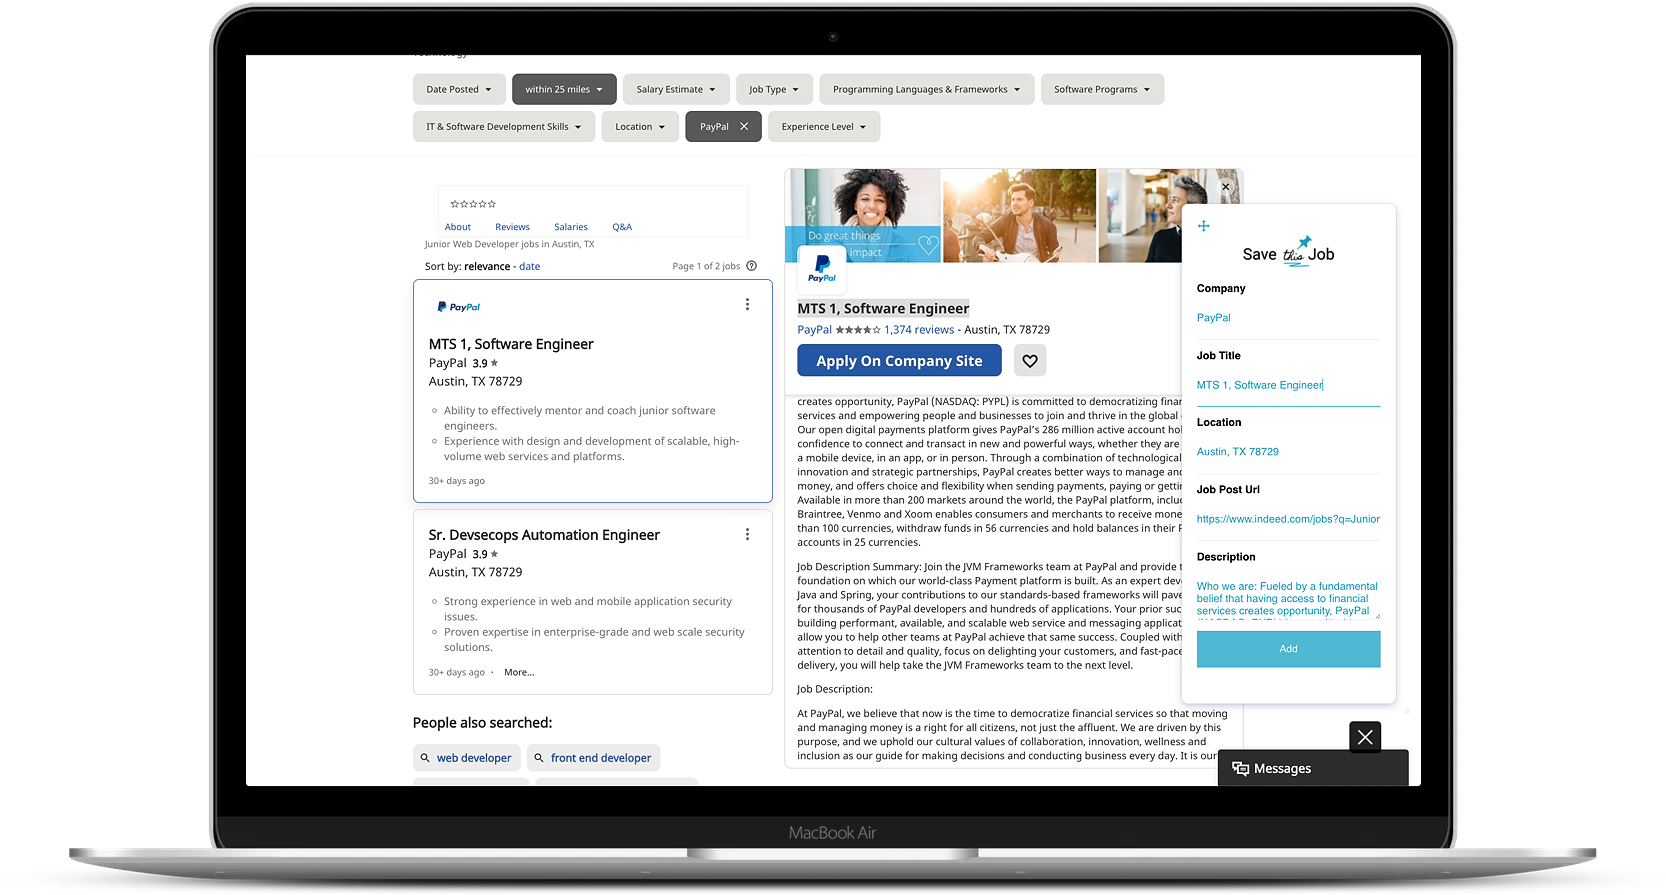 Technology
Date Posted
within 25 miles
Salary Estimate
Job Type
Programming Languages & Frameworks
Software Programs
IT & Software Development Skills
Location
PayPal
Experience Level
About
Reviews
Salaries
Q&A
Junior Web Developer jobs in Austin, TX
Sort by: relevance - date
Page 1 of 2 jobs
PayPal
MTS 1, Software Engineer
PayPal 3.9
Austin, TX 78729
Ability to effectively mentor and coach junior software
engineers.
Experience with design and development of scalable, high-
volume web services and platforms.
30+ days ago
Sr. Devsecops Automation Engineer
PayPal 3.9
Austin, TX 78729
Strong experience in web and mobile application security
issues.
Proven expertise in enterprise-grade and web scale security
solutions.
30+ days ago · More...
People also searched:
web developer
front end developer
Do great things
impact
PayPal
MTS 1, Software Engineer
PayPal 1,374 reviews - Austin, TX 78729
Apply On Company Site
creates opportunity, PayPal (NASDAQ: PYPL) is committed to democratizing finan
services and empowering people and businesses to join and thrive in the global
Our open digital payments platform gives PayPal's 286 million active account hol
confidence to connect and transact in new and powerful ways, whether they are
a mobile device, in an app, or in person. Through a combination of technological
innovation and strategic partnerships, PayPal creates better ways to manage and
money, and offers choice and flexibility when sending payments, paying or gettin
Available in more than 200 markets around the world, the PayPal platform, includ
Braintree, Venmo and Xoom enables consumers and merchants to receive mone
than 100 currencies, withdraw funds in 56 currencies and hold balances in their P
accounts in 25 currencies.
Job Description Summary: Join the JVM Frameworks team at PayPal and provide t
foundation on which our world-class Payment platform is built. As an expert deve
Java and Spring, your contributions to our standards-based frameworks will pave
for thousands of PayPal developers and hundreds of applications. Your prior suc
building performant, available, and scalable web service and messaging applicat
allow you to help other teams at PayPal achieve that same success. Coupled with
attention to detail and quality, focus on delighting your customers, and fast-pace
delivery, you will help take the JVM Frameworks team to the next level.
Job Description:
At PayPal, we believe that now is the time to democratize financial services so that moving
and managing money is a right for all citizens, not just the affluent. We are driven by this
purpose, and we uphold our cultural values of collaboration, innovation, wellness and
inclusion as our guide for making decisions and conducting business every day. It is our
Save this Job
Company
PayPal
Job Title
MTS 1, Software Engineer
Location
Austin, TX 78729
Job Post Url
https://www.indeed.com/jobs?q=Junior
Description
Who we are: Fueled by a fundamental
belief that having access to financial
services creates opportunity, PayPal
Add
Messages
MacBook Air